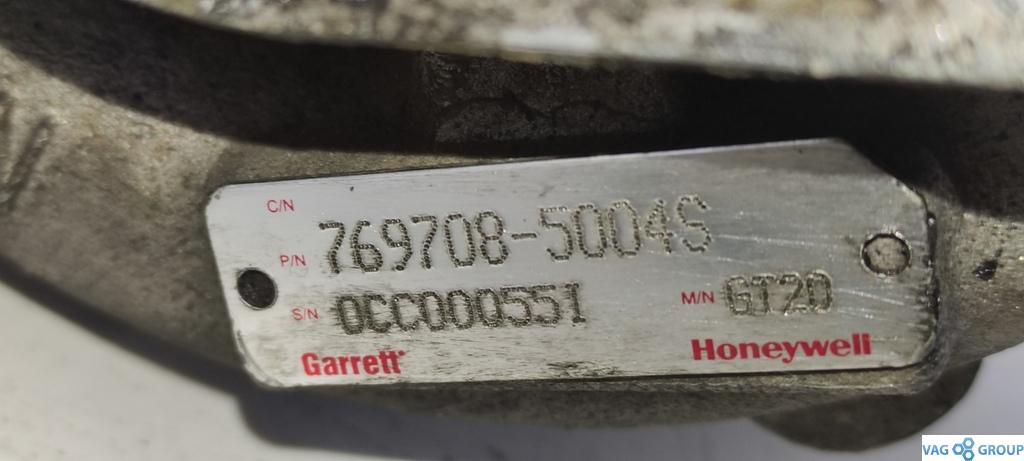 C/N
P/N 769708-5004S
S/N 0CC000551 M/N GT20
Garrett Honeywell
VAG GROUP